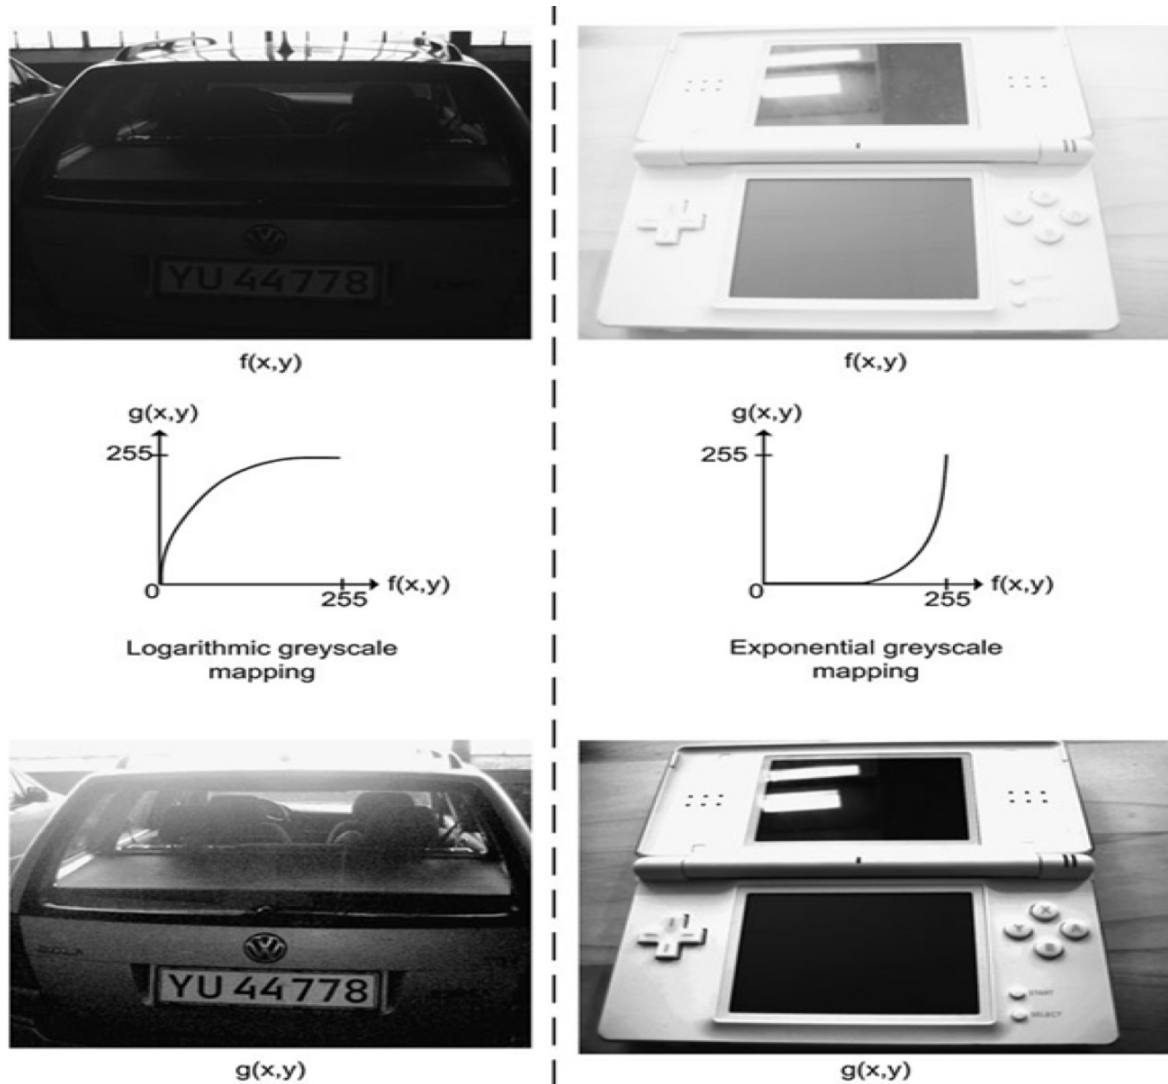 YU 44778
f(x,y)
g(x,y)
255
0
255
f(x,y)
Logarithmic greyscale
mapping
YU 44778
g(x,y)
f(x,y)
g(x,y)
255
0
255
f(x,y)
Exponential greyscale
mapping
X
Y
A
B
START
SELECT
g(x,y)